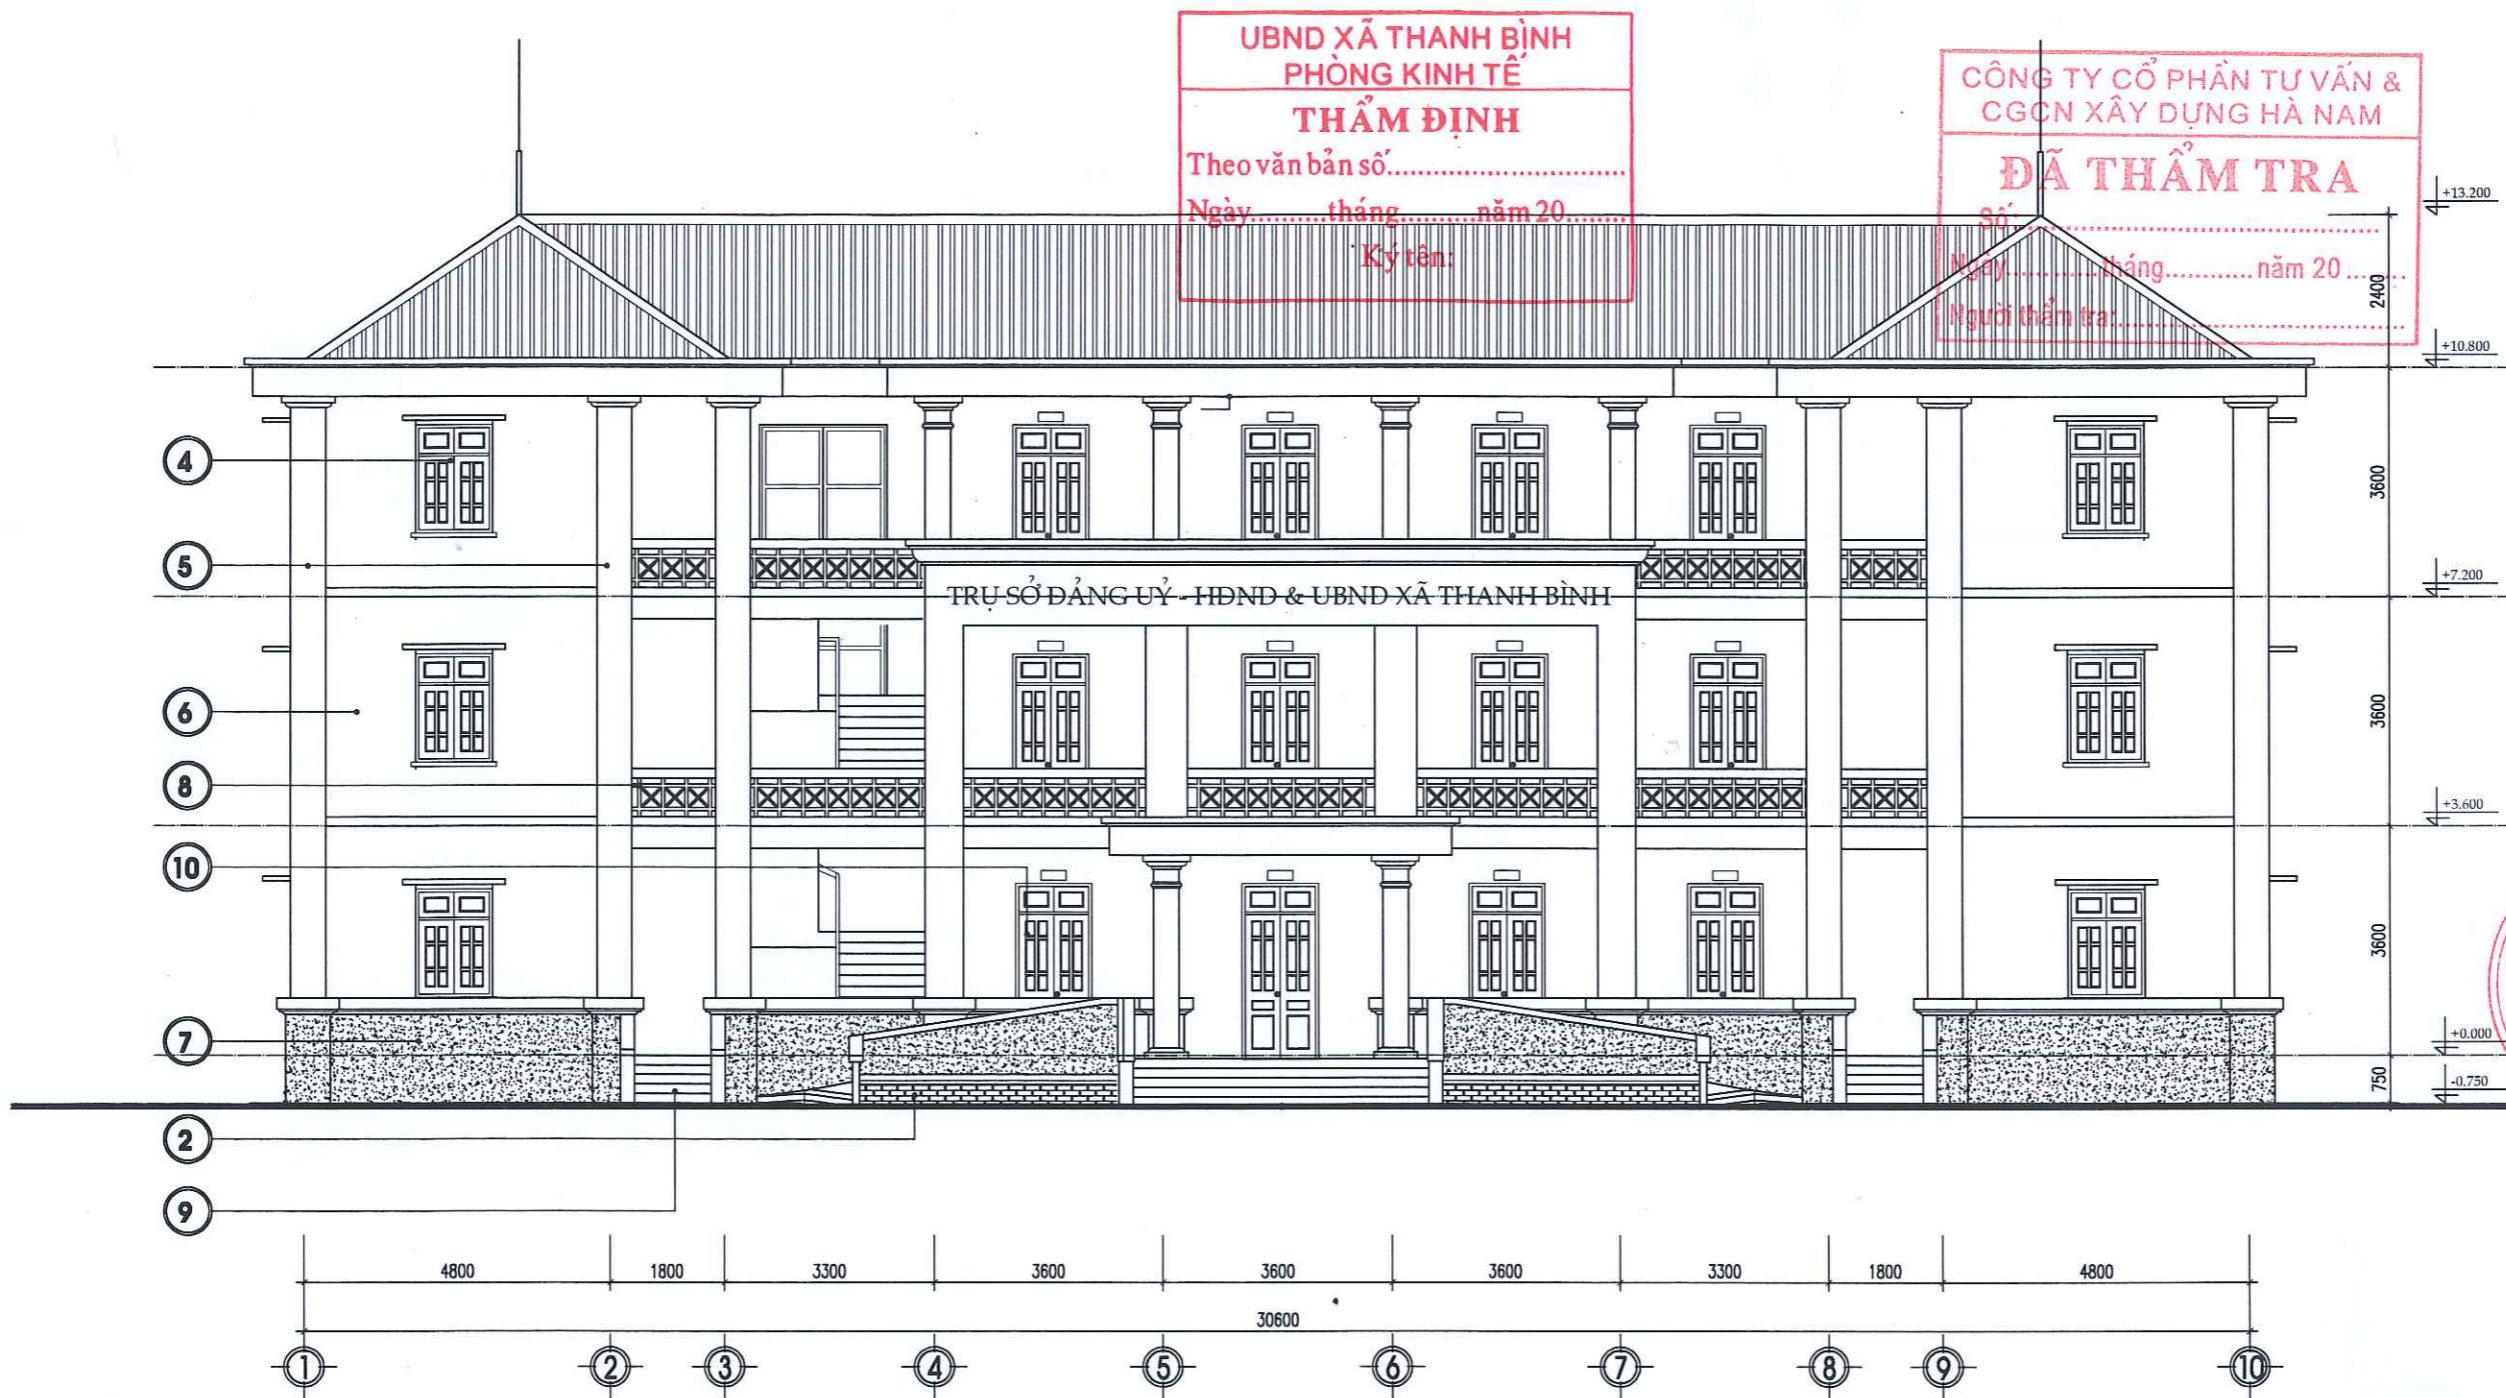 UBND XÃ THANH BÌNH
PHÒNG KINH TẾ
THẨM ĐỊNH
Theo văn bản số..............................
Ngày..........tháng..........năm 20........
Ký tên:
CÔNG TY CỔ PHẦN TƯ VẤN &
CGCN XÂY DỰNG HÀ NAM
ĐÃ THẨM TRA
Số:..............................
Ngày..........tháng..........năm 20........
Người thẩm tra:..............................
+13.200
2400
+10.800
4
3600
5
+7.200
TRỤ SỞ ĐẢNG UỶ - HĐND & UBND XÃ THANH BÌNH
6
3600
8
+3.600
10
3600
7
+0.000
750
-0.750
2
9
4800 1800 3300 3600 3600 3600 3300 1800 4800
30600
1 2 3 4 5 6 7 8 9 10